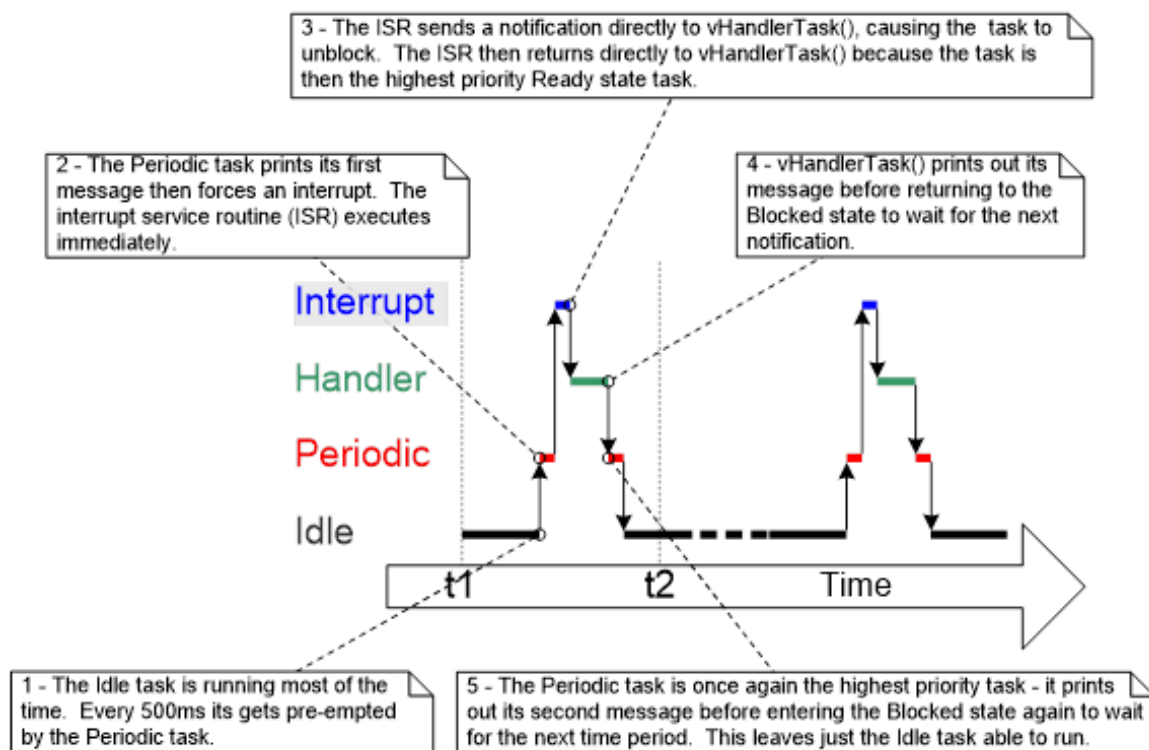 3 - The ISR sends a notification directly to vHandlerTask(), causing the task to
unblock. The ISR then returns directly to vHandlerTask() because the task is
then the highest priority Ready state task.
2 - The Periodic task prints its first
message then forces an interrupt. The
interrupt service routine (ISR) executes
immediately.
4 - vHandlerTask() prints out its
message before returning to the
Blocked state to wait for the next
notification.
Interrupt
Handler
Periodic
Idle
t1
t2
Time
1 - The Idle task is running most of the
time. Every 500ms its gets pre-empted
by the Periodic task.
5 - The Periodic task is once again the highest priority task - it prints
out its second message before entering the Blocked state again to wait
for the next time period. This leaves just the Idle task able to run.